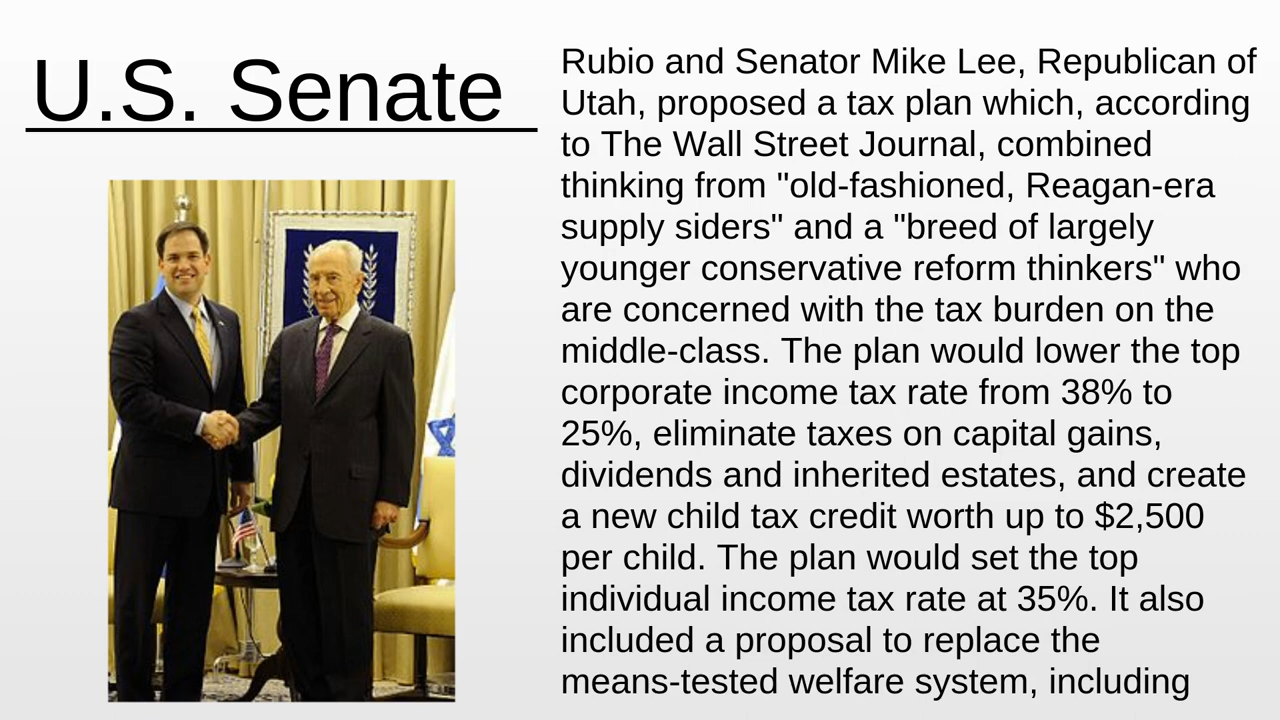 U.S. Senate
Rubio and Senator Mike Lee, Republican of
Utah, proposed a tax plan which, according
to The Wall Street Journal, combined
thinking from "old-fashioned, Reagan-era
supply siders" and a "breed of largely
younger conservative reform thinkers" who
are concerned with the tax burden on the
middle-class. The plan would lower the top
corporate income tax rate from 38% to
25%, eliminate taxes on capital gains,
dividends and inherited estates, and create
a new child tax credit worth up to $2,500
per child. The plan would set the top
individual income tax rate at 35%. It also
included a proposal to replace the
means-tested welfare system, including